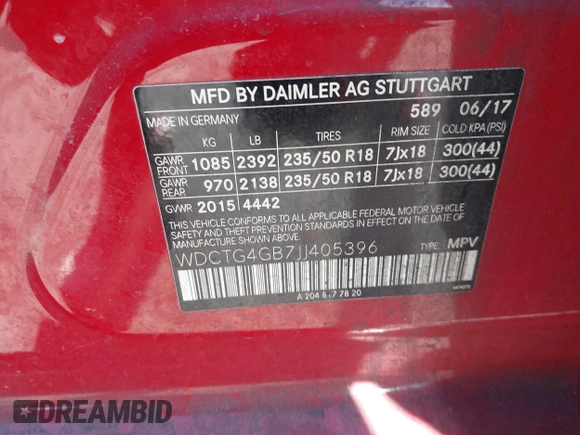 MFD BY DAIMLER AG STUTTGART
MADE IN GERMANY 589 06/17
KG LB TIRES RIM SIZE COLD KPA (PSI)
GAWR FRONT 1085 2392 235/50 R18 7Jx18 300(44)
GAWR REAR 970 2138 235/50 R18 7Jx18 300(44)
GVWR 2015 4442
THIS VEHICLE CONFORMS TO ALL APPLICABLE FEDERAL MOTOR VEHICLE
SAFETY AND THEFT PREVENTION STANDARDS IN EFFECT ON THE DATE OF
MANUFACTURE SHOWN ABOVE.
WDCTG4GB7JJ405396 TYPE: MPV
A 204 77 20
DREAMBID